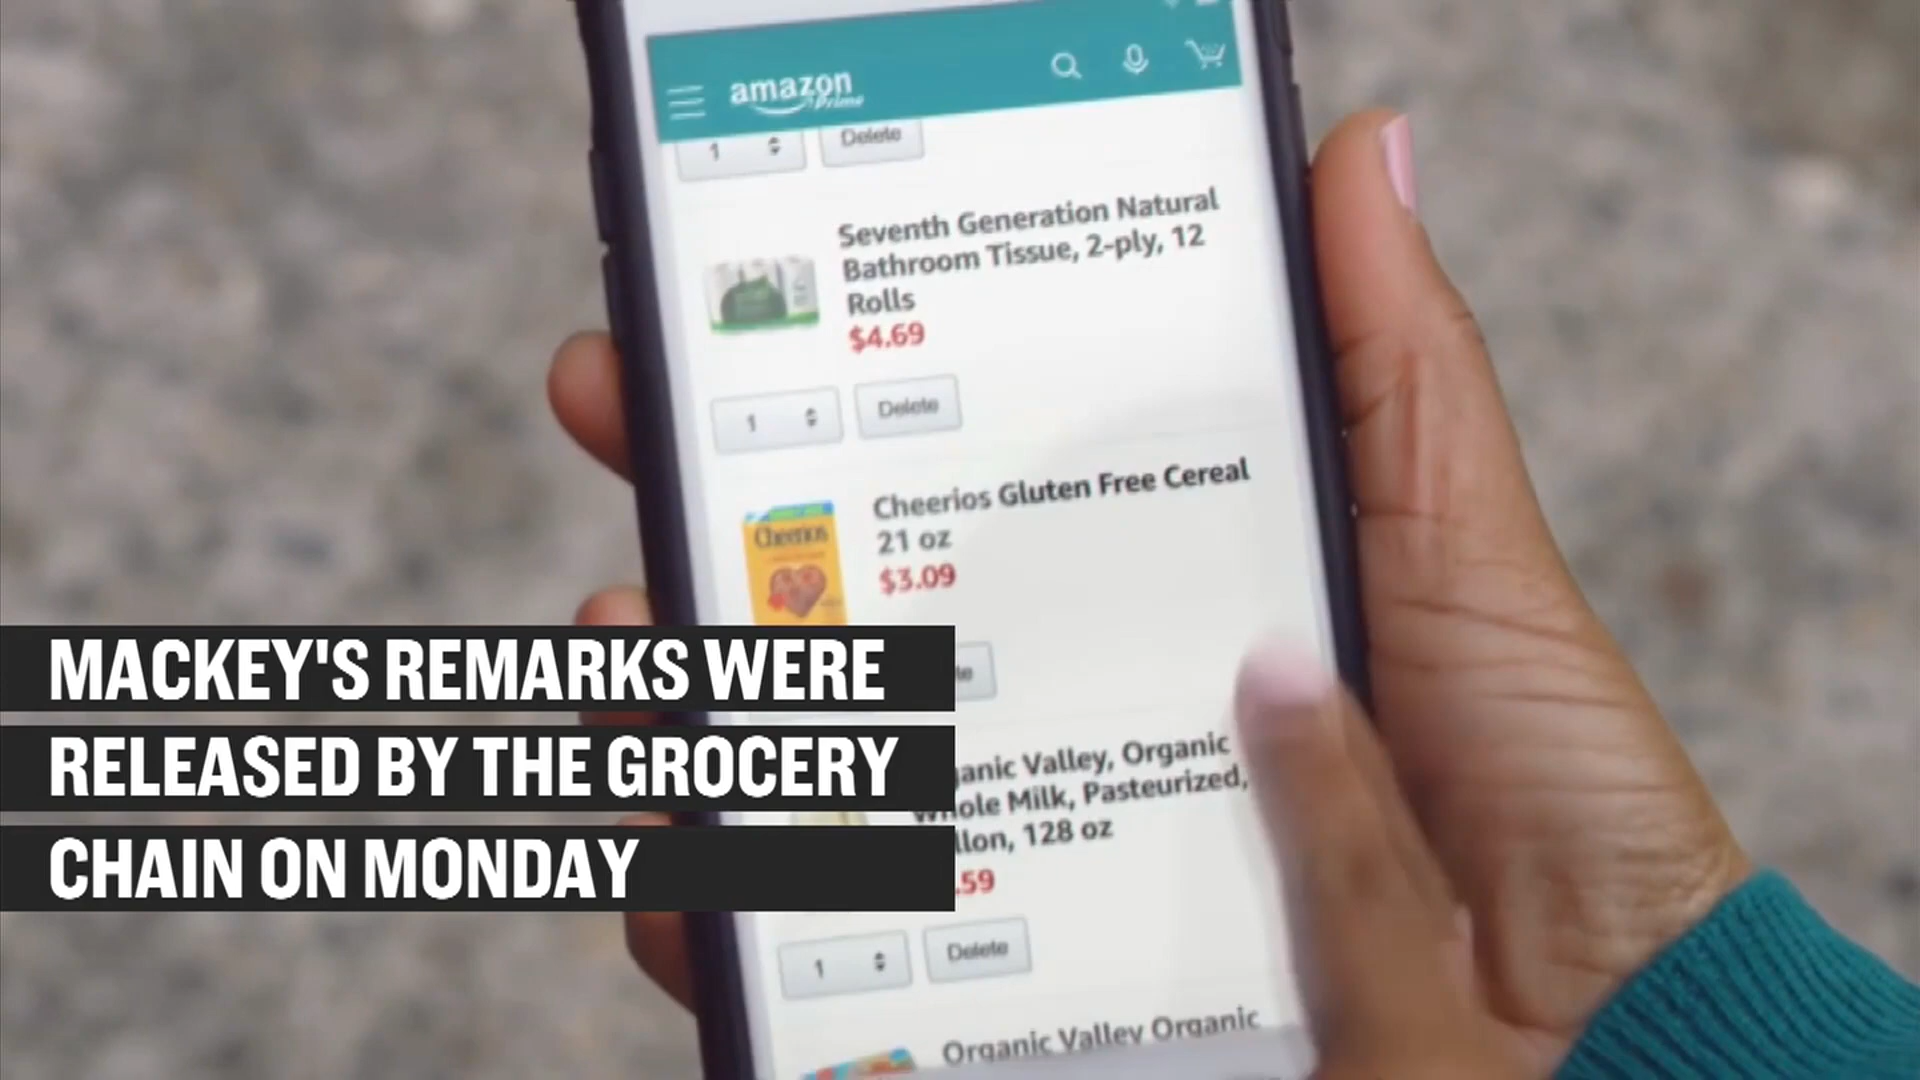 amazon
Prime
1
Delete
Seventh Generation Natural
Bathroom Tissue, 2-ply, 12
Rolls
$4.69
1
Delete
Cheerios Gluten Free Cereal
21 oz
$3.09
Cheerios
MACKEY'S REMARKS WERE
RELEASED BY THE GROCERY
CHAIN ON MONDAY
Valley, Organic
Milk, Pasteurized,
128 oz
.59
1
Delete
Organic Valley Organic